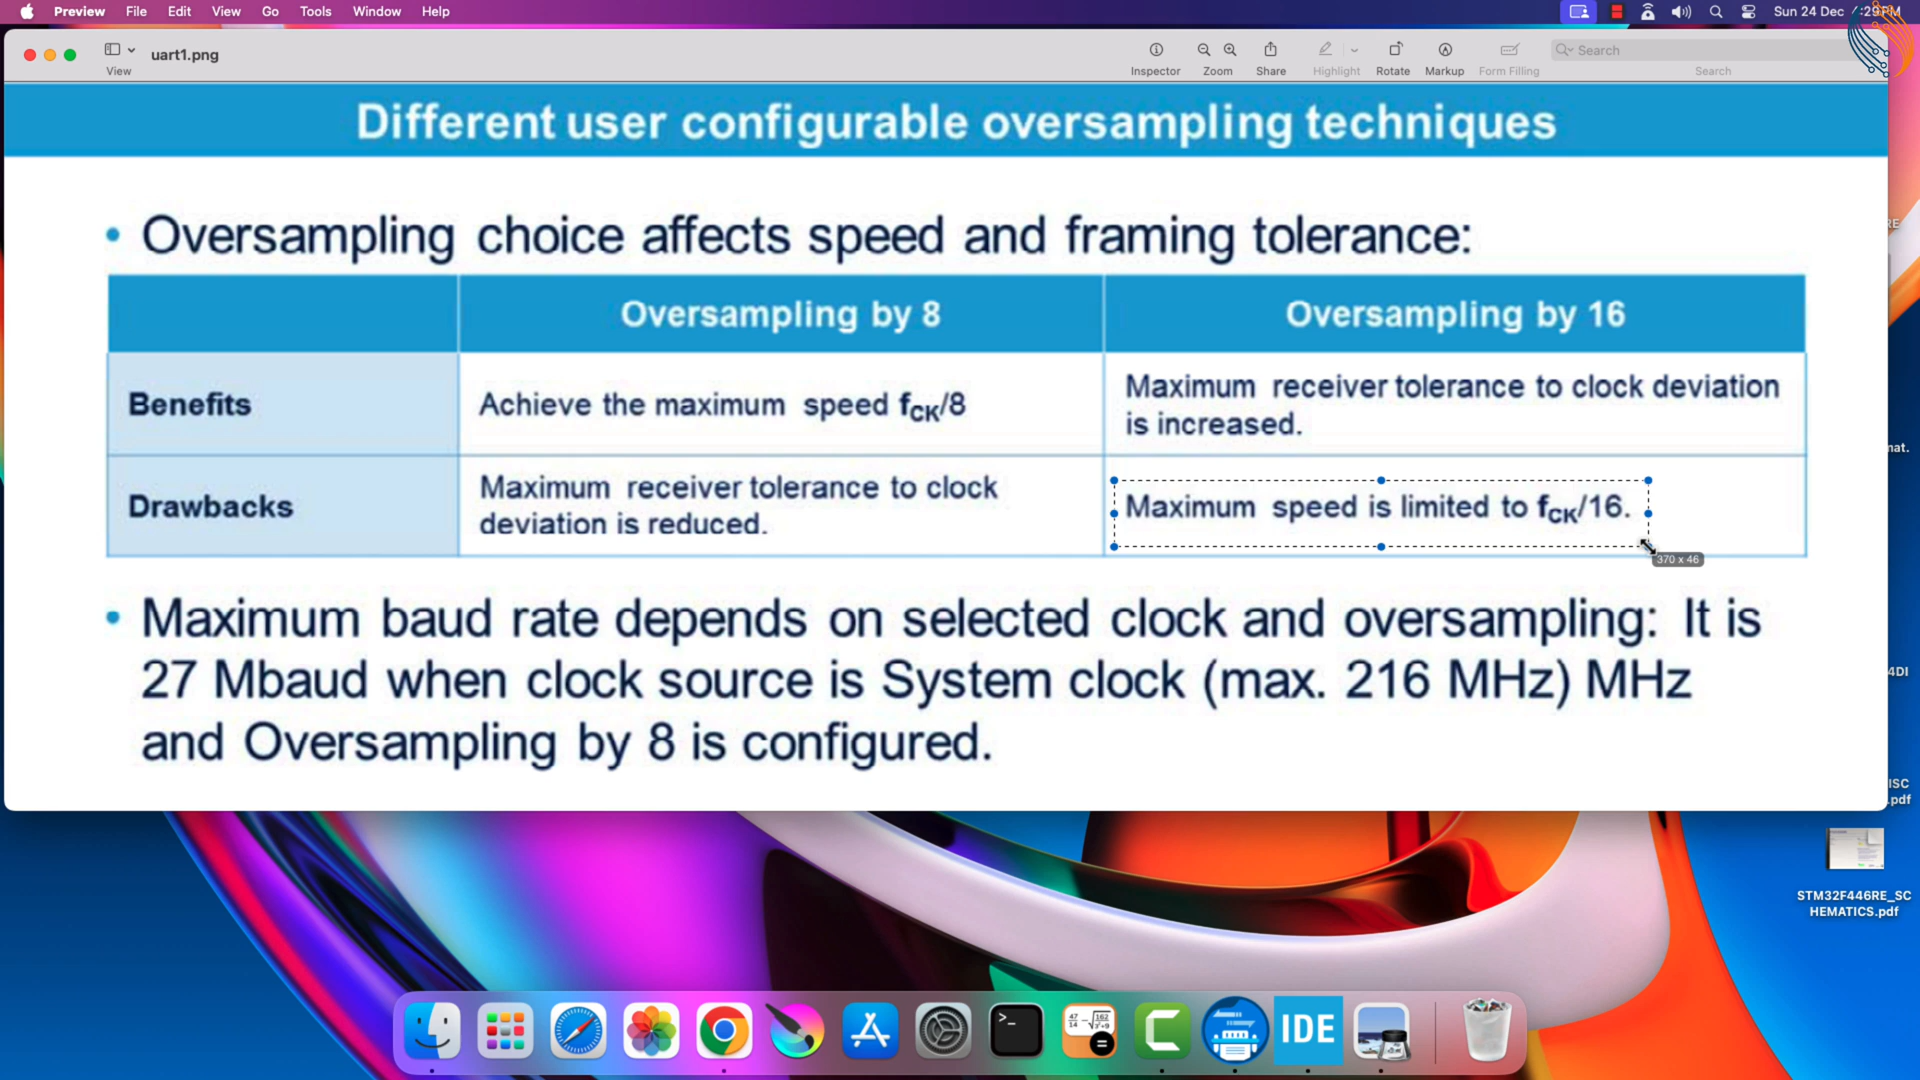 Preview File Edit View Go Tools Window Help
Sun 24 Dec
uart1.png
View
Inspector
Zoom
Share
Highlight
Rotate
Markup
Form Filling
Search
Search
Different user configurable oversampling techniques
• Oversampling choice affects speed and framing tolerance:
Oversampling by 8
Oversampling by 16
Benefits
Achieve the maximum speed fCK/8
Maximum receiver tolerance to clock deviation
is increased.
Drawbacks
Maximum receiver tolerance to clock
deviation is reduced.
Maximum speed is limited to fCK/16.
370 x 46
• Maximum baud rate depends on selected clock and oversampling: It is
27 Mbaud when clock source is System clock (max. 216 MHz) MHz
and Oversampling by 8 is configured.
RE
mat.
4DI
ISC
.pdf
STM32F446RE_SC
HEMATICS.pdf
IDE